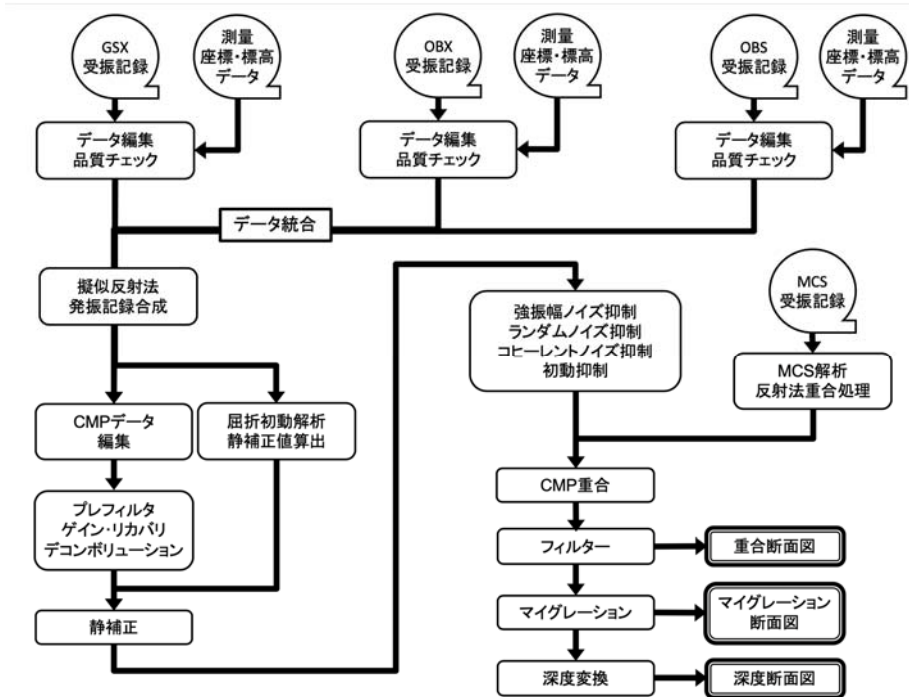 GSX
受振記録
測量
座標・標高
データ
OBX
受振記録
測量
座標・標高
データ
OBS
受振記録
測量
座標・標高
データ
データ編集
品質チェック
データ編集
品質チェック
データ編集
品質チェック
データ統合
擬似反射法
発振記録合成
CMPデータ
編集
屈折初動解析
静補正値算出
プレフィルタ
ゲイン・リカバリ
デコンボリューション
静補正
強振幅ノイズ抑制
ランダムノイズ抑制
コヒーレントノイズ抑制
初動抑制
MCS
受振記録
MCS解析
反射法重合処理
CMP重合
フィルター
重合断面図
マイグレーション
マイグレーション
断面図
深度変換
深度断面図